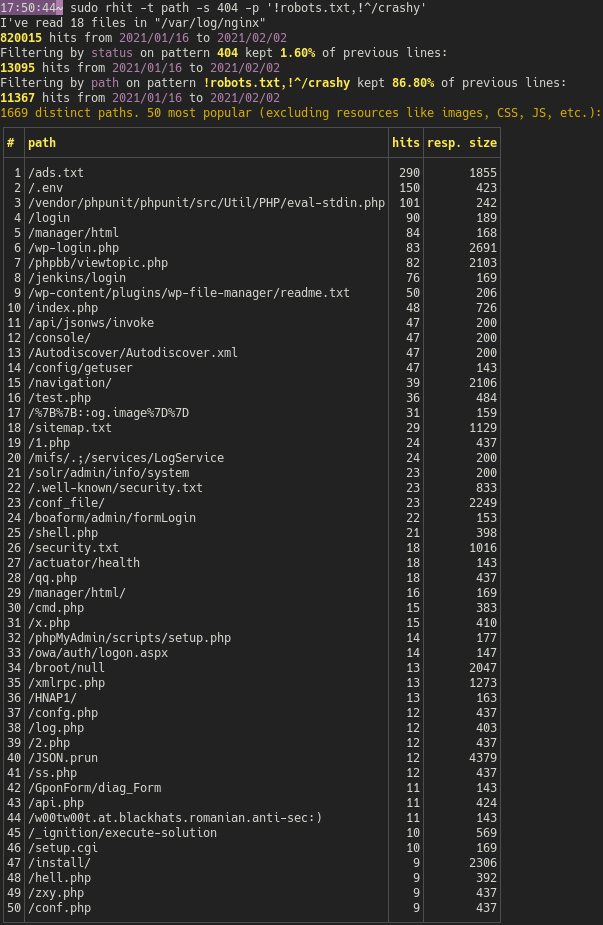 17:50:44~ sudo rhit -t path -s 404 -p '!robots.txt,!^/crashy'
I've read 18 files in "/var/log/nginx"
820015 hits from 2021/01/16 to 2021/02/02
Filtering by status on pattern 404 kept 1.60% of previous lines:
13095 hits from 2021/01/16 to 2021/02/02
Filtering by path on pattern !robots.txt,!^/crashy kept 86.80% of previous lines:
11367 hits from 2021/01/16 to 2021/02/02
1669 distinct paths. 50 most popular (excluding resources like images, CSS, JS, etc.):
# path hits resp. size
1 /ads.txt 290 1855
2 /.env 150 423
3 /vendor/phpunit/phpunit/src/Util/PHP/eval-stdin.php 101 242
4 /login 90 189
5 /manager/html 84 168
6 /wp-login.php 83 2691
7 /phpbb/viewtopic.php 82 2103
8 /jenkins/login 76 169
9 /wp-content/plugins/wp-file-manager/readme.txt 50 206
10 /index.php 48 726
11 /api/jsonws/invoke 47 200
12 /console/ 47 200
13 /Autodiscover/Autodiscover.xml 47 200
14 /config/getuser 47 143
15 /navigation/ 39 2106
16 /test.php 36 484
17 /%7B%7B::og.image%7D%7D 31 159
18 /sitemap.txt 29 1129
19 /1.php 24 437
20 /mifs/.;/services/LogService 24 200
21 /solr/admin/info/system 23 200
22 /.well-known/security.txt 23 833
23 /conf_file/ 23 2249
24 /boaform/admin/formLogin 22 153
25 /shell.php 21 398
26 /security.txt 18 1016
27 /actuator/health 18 143
28 /qq.php 18 437
29 /manager/html/ 16 169
30 /cmd.php 15 383
31 /x.php 15 410
32 /phpMyAdmin/scripts/setup.php 14 177
33 /owa/auth/logon.aspx 14 147
34 /broot/null 13 2047
35 /xmlrpc.php 13 1273
36 /HNAP1/ 13 163
37 /confg.php 12 437
38 /log.php 12 403
39 /2.php 12 437
40 /JSON.prun 12 4379
41 /ss.php 12 437
42 /GponForm/diag_Form 11 143
43 /api.php 11 424
44 /w00tw00t.at.blackhats.romanian.anti-sec:) 11 143
45 /_ignition/execute-solution 10 569
46 /setup.cgi 10 169
47 /install/ 9 2306
48 /hell.php 9 392
49 /zxy.php 9 437
50 /conf.php 9 437